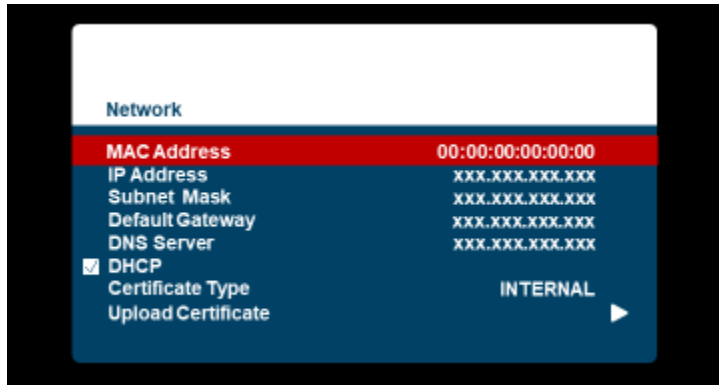 Network
MAC Address 00:00:00:00:00:00
IP Address xxx.xxx.xxx.xxx
Subnet Mask xxx.xxx.xxx.xxx
Default Gateway xxx.xxx.xxx.xxx
DNS Server xxx.xxx.xxx.xxx
DHCP
Certificate Type INTERNAL
Upload Certificate